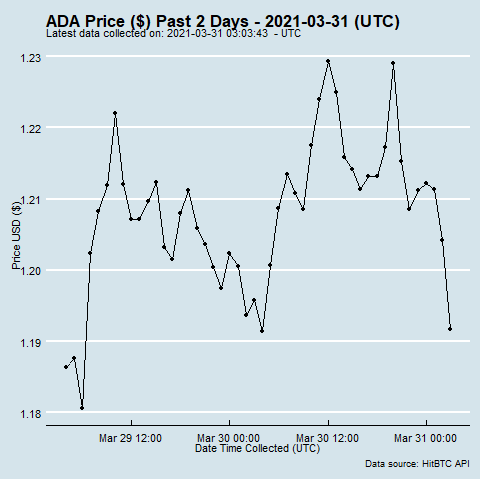 ADA Price ($) Past 2 Days - 2021-03-31 (UTC)
Latest data collected on: 2021-03-31 03:03:43  - UTC
1.23
1.22
1.21
1.20
1.19
1.18
Price USD ($)
Mar 29 12:00
Mar 30 00:00
Mar 30 12:00
Mar 31 00:00
Date Time Collected (UTC)
Data source: HitBTC API